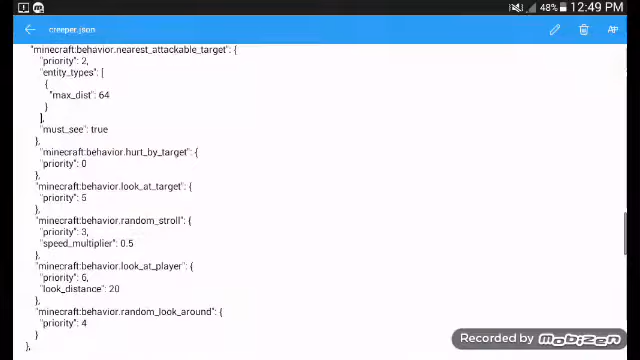 48% 12:49 PM
creeper.json
"minecraft:behavior.nearest_attackable_target": {
"priority": 2,
"entity_types": [
{
"max_dist": 64
}
],
"must_see": true
},
"minecraft:behavior.hurt_by_target": {
"priority": 0
},
"minecraft:behavior.look_at_target": {
"priority": 5
},
"minecraft:behavior.random_stroll": {
"priority": 3,
"speed_multiplier": 0.5
},
"minecraft:behavior.look_at_player": {
"priority": 6,
"look_distance": 20
},
"minecraft:behavior.random_look_around": {
"priority": 4
}
},
Recorded by mobizen